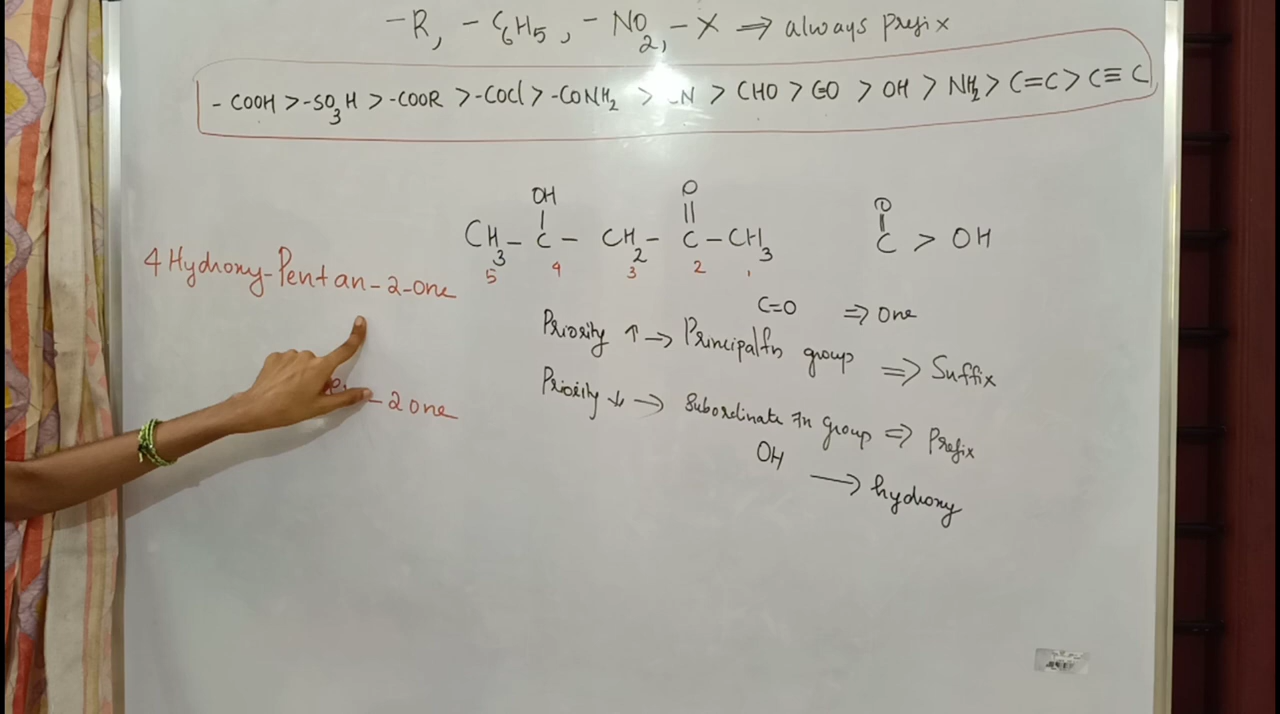 -R, - C6H5, - NO2, - X ⇒ always prefix
- COOH > -SO3H > -COOR > -COCl > -CONH2 > CN > CHO > C=O > OH > NH2 > C=C > C≡C
OH O O
CH3 - C - CH2 - C - CH3 C > OH
5 4 3 2 1
4 Hydroxy-Pentan-2-one
C=O ⇒ one
Priority ↑ → Principal fn group ⇒ Suffix
Priority ↓ → Subordinate Fn group ⇒ Prefix
- 2 one
OH → hydroxy